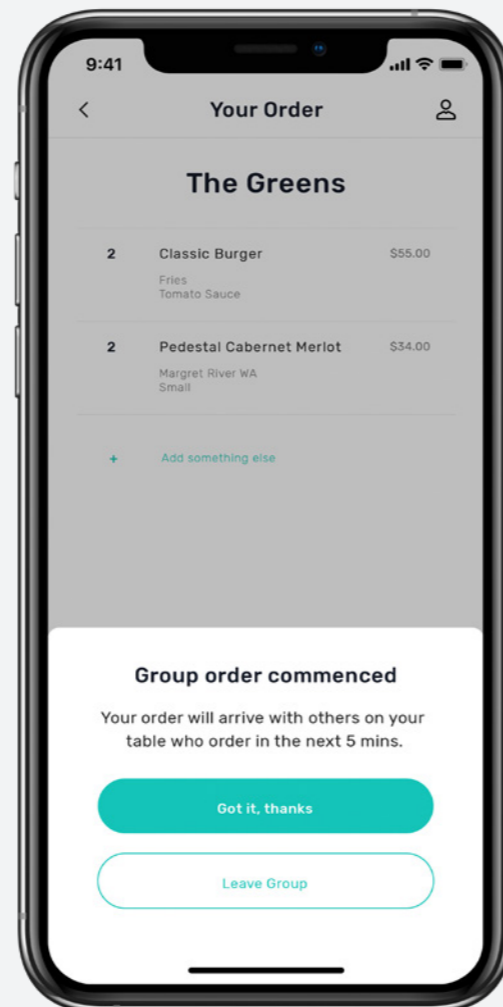 9:41
Your Order
The Greens
2 Classic Burger $55.00
Fries
Tomato Sauce
2 Pedestal Cabernet Merlot $34.00
Margret River WA
Small
+ Add something else
Group order commenced
Your order will arrive with others on your
table who order in the next 5 mins.
Got it, thanks
Leave Group